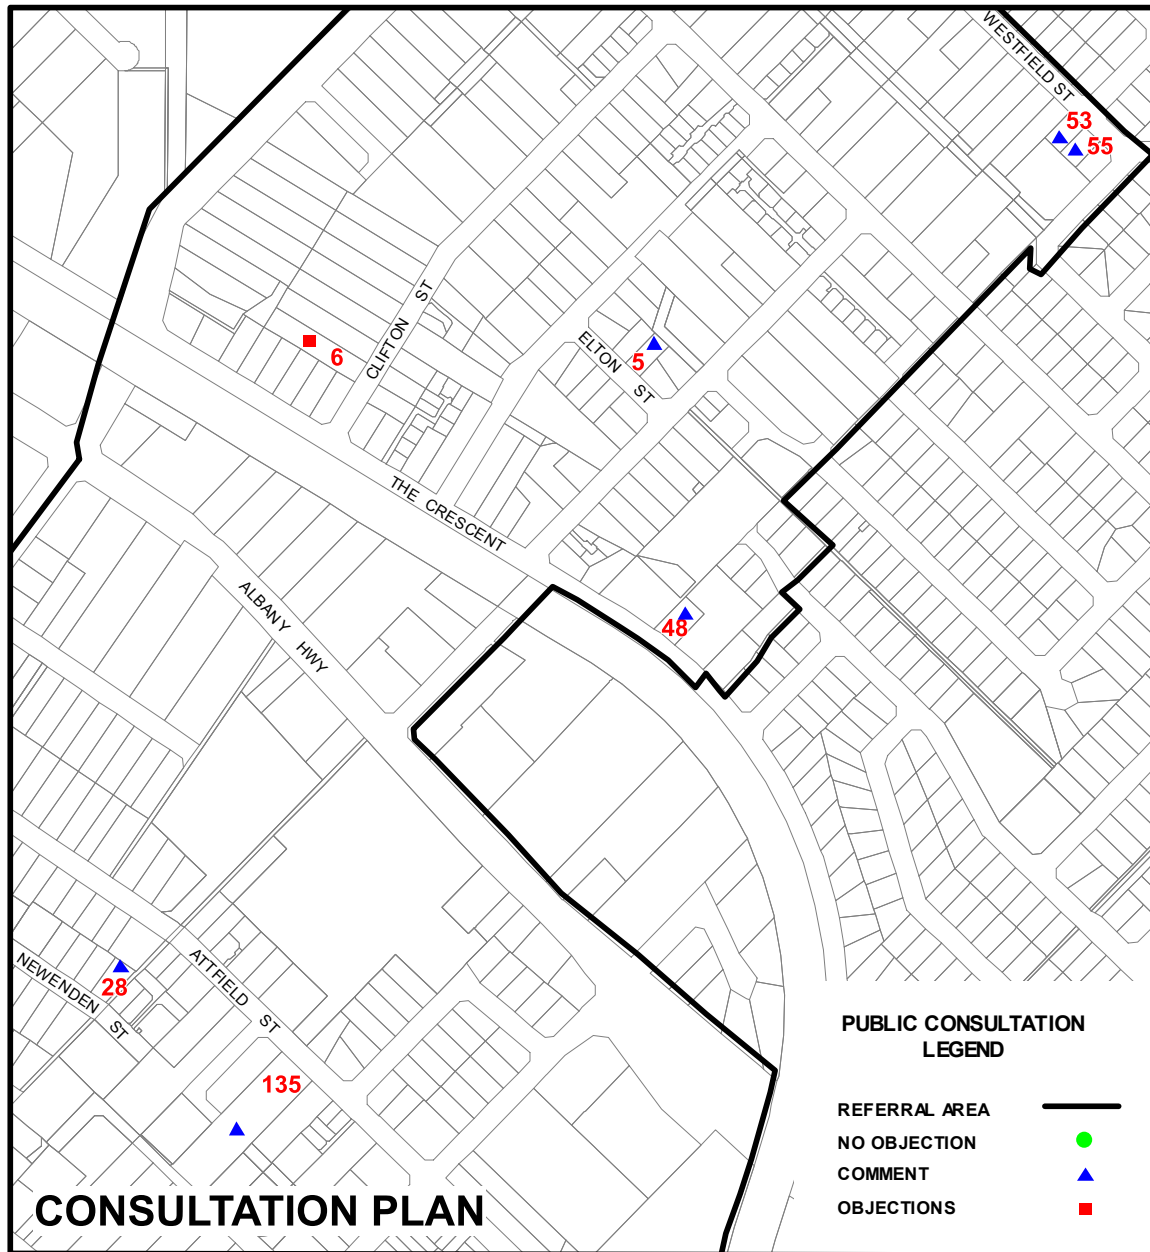 WESTFIELD ST
53
55
CLIFTON ST
6
ELTON ST
5
THE CRESCENT
ALBANY HWY
48
NEWENDEN ST
28
ATTFIELD ST
135
PUBLIC CONSULTATION
LEGEND
REFERRAL AREA
NO OBJECTION
COMMENT
OBJECTIONS
CONSULTATION PLAN